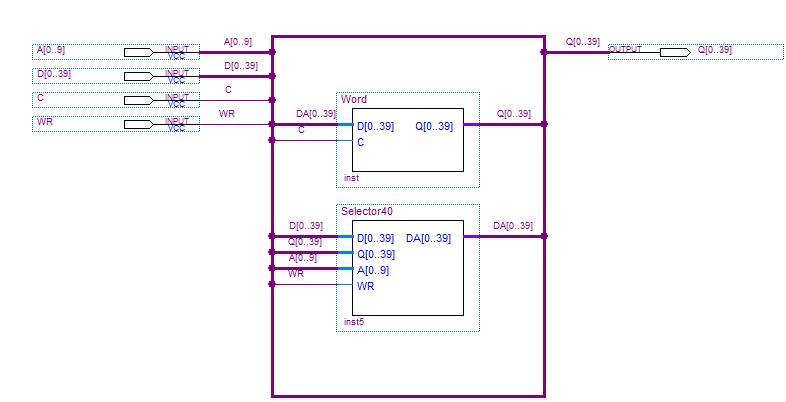 A[0..9] INPUT VCC A[0..9]
D[0..39] INPUT VCC D[0..39]
C INPUT VCC C
WR INPUT VCC WR
Q[0..39] OUTPUT Q[0..39]
Word
DA[0..39] D[0..39] Q[0..39] Q[0..39]
C C
inst
Selector40
D[0..39] D[0..39] DA[0..39] DA[0..39]
Q[0..39] Q[0..39]
A[0..9] A[0..9]
WR WR
inst5